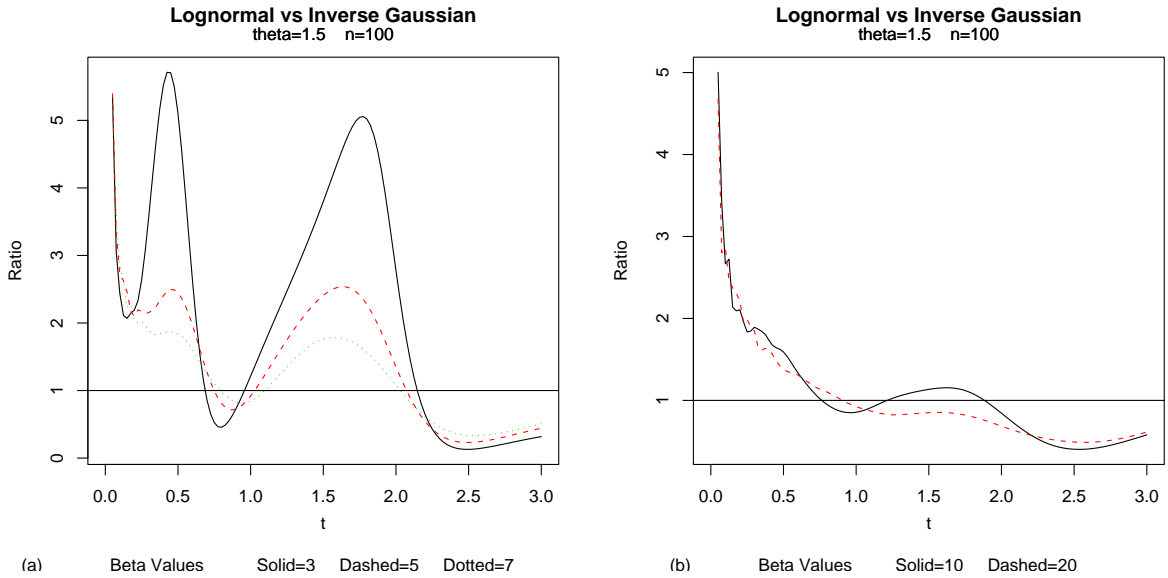 Lognormal vs Inverse Gaussian
theta=1.5 n=100
Ratio
5
4
3
2
1
0
0.0 0.5 1.0 1.5 2.0 2.5 3.0
t
(a) Beta Values Solid=3 Dashed=5 Dotted=7
Lognormal vs Inverse Gaussian
theta=1.5 n=100
Ratio
5
4
3
2
1
0.0 0.5 1.0 1.5 2.0 2.5 3.0
t
(b) Beta Values Solid=10 Dashed=20